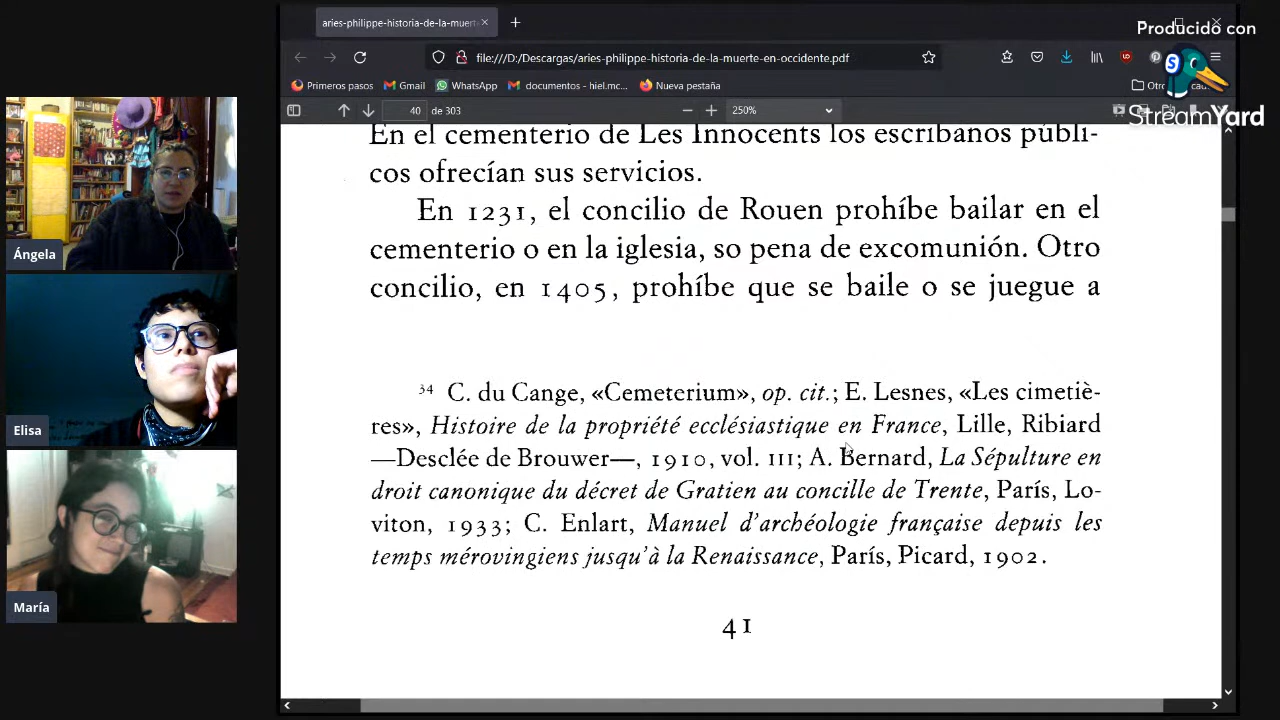 aries-philippe-historia-de-la-muert
Producido con
StreamYard
file:///D:/Descargas/aries-philippe-historia-de-la-muerte-en-occidente.pdf
Primeros pasos
Gmail
WhatsApp
documentos - hiel.mc...
Nueva pestaña
40
de 303
250%
En el cementerio de Les Innocents los escribanos públi-
cos ofrecían sus servicios.
En 1231, el concilio de Rouen prohíbe bailar en el
cementerio o en la iglesia, so pena de excomunión. Otro
concilio, en 1405, prohíbe que se baile o se juegue a
34 C. du Cange, «Cemeterium», op. cit.; E. Lesnes, «Les cimetiè-
res», Histoire de la propriété ecclésiastique en France, Lille, Ribiard
—Desclée de Brouwer—, 1910, vol. III; A. Bernard, La Sépulture en
droit canonique du décret de Gratien au concille de Trente, París, Lo-
viton, 1933; C. Enlart, Manuel d'archéologie française depuis les
temps mérovingiens jusqu'à la Renaissance, París, Picard, 1902.
41
Ángela
Elisa
María